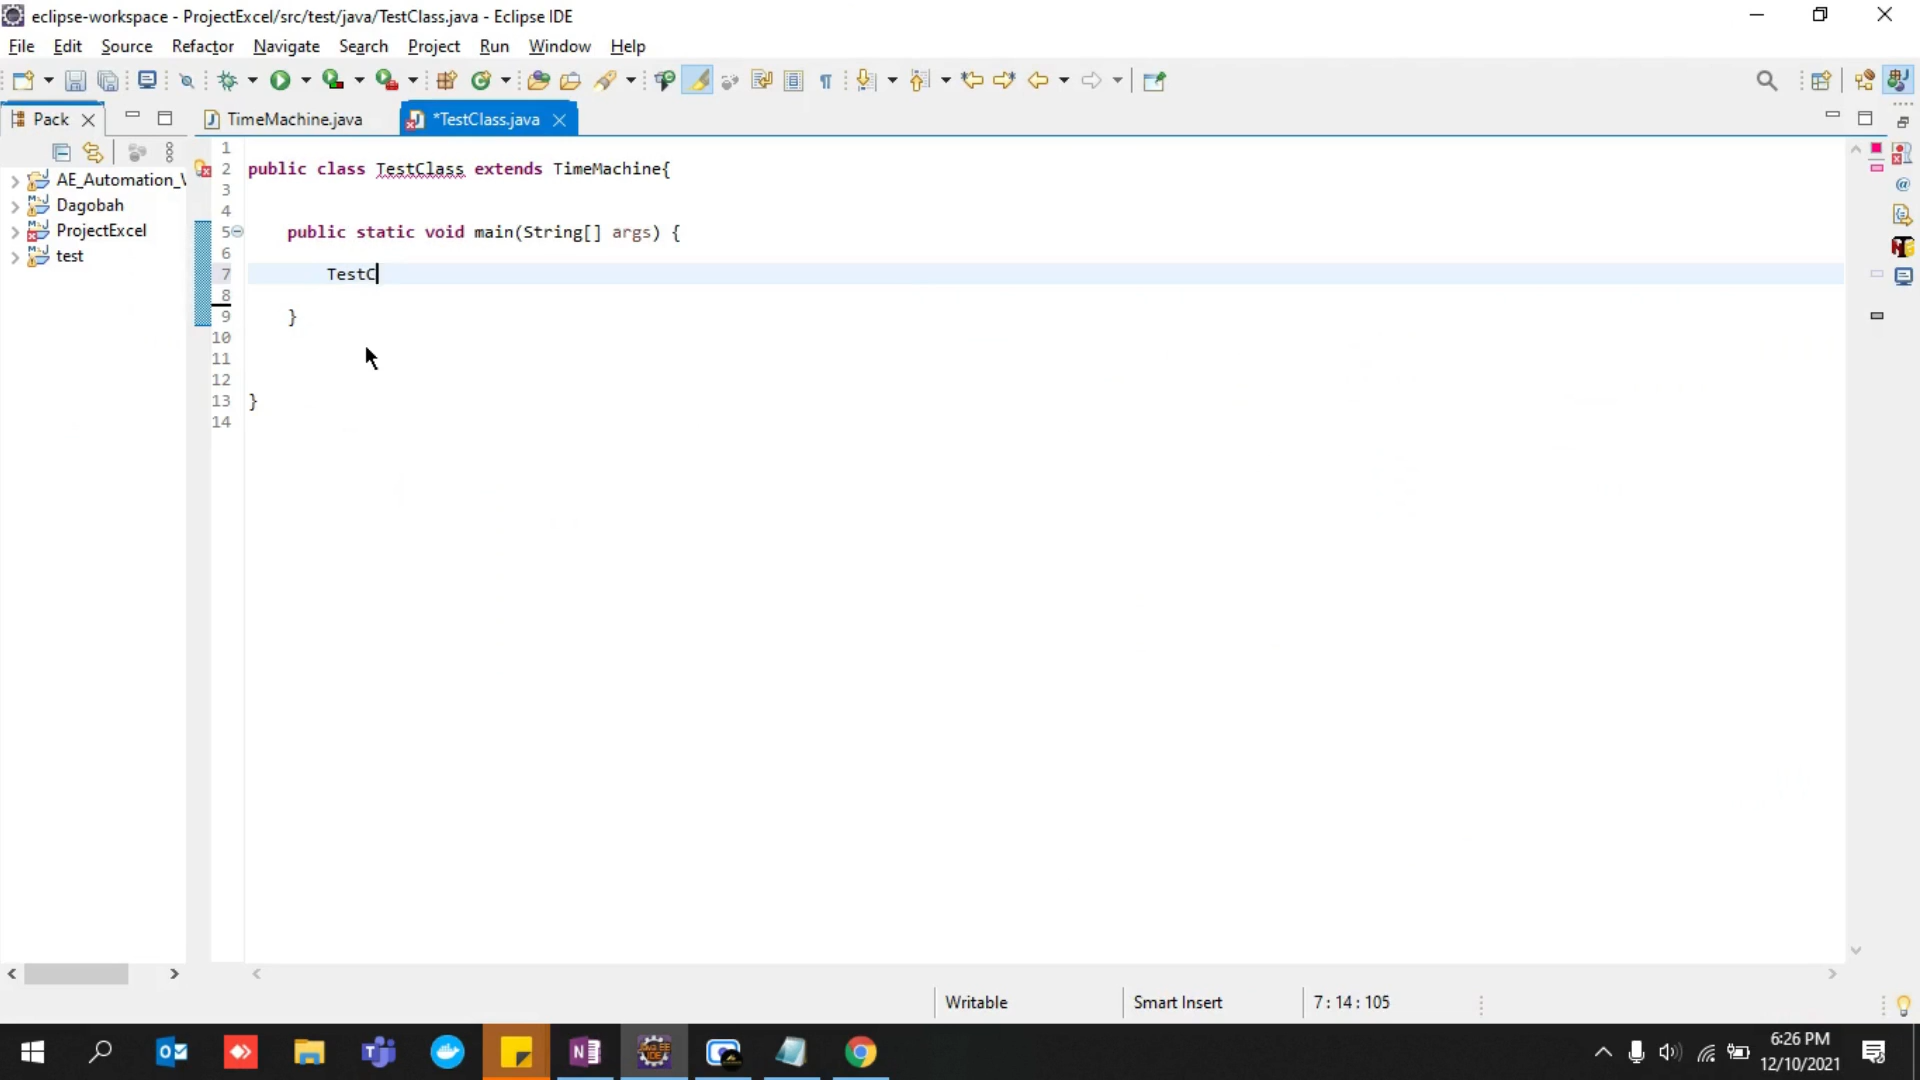 eclipse-workspace - ProjectExcel/src/test/java/TestClass.java - Eclipse IDE
File Edit Source Refactor Navigate Search Project Run Window Help
Pack
TimeMachine.java
*TestClass.java
AE_Automation_
Dagobah
ProjectExcel
test
1
2 public class TestClass extends TimeMachine{
3
4
5 public static void main(String[] args) {
6
7 TestC
8
9 }
10
11
12
13 }
14
Writable Smart Insert 7 : 14 : 105
6:26 PM
12/10/2021